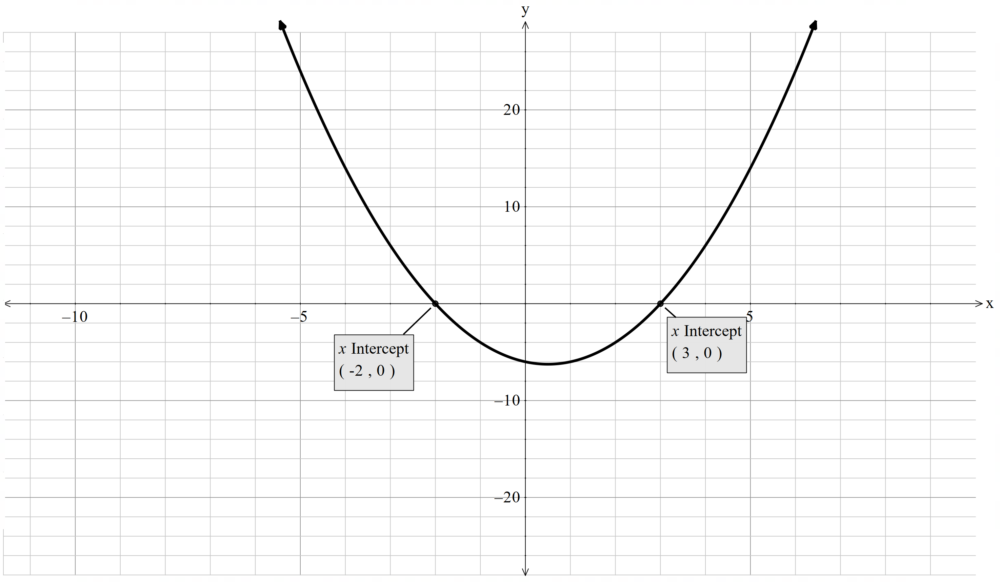 y
20
10
–10
–5
5
x
x Intercept
( 3 , 0 )
x Intercept
( -2 , 0 )
–10
–20